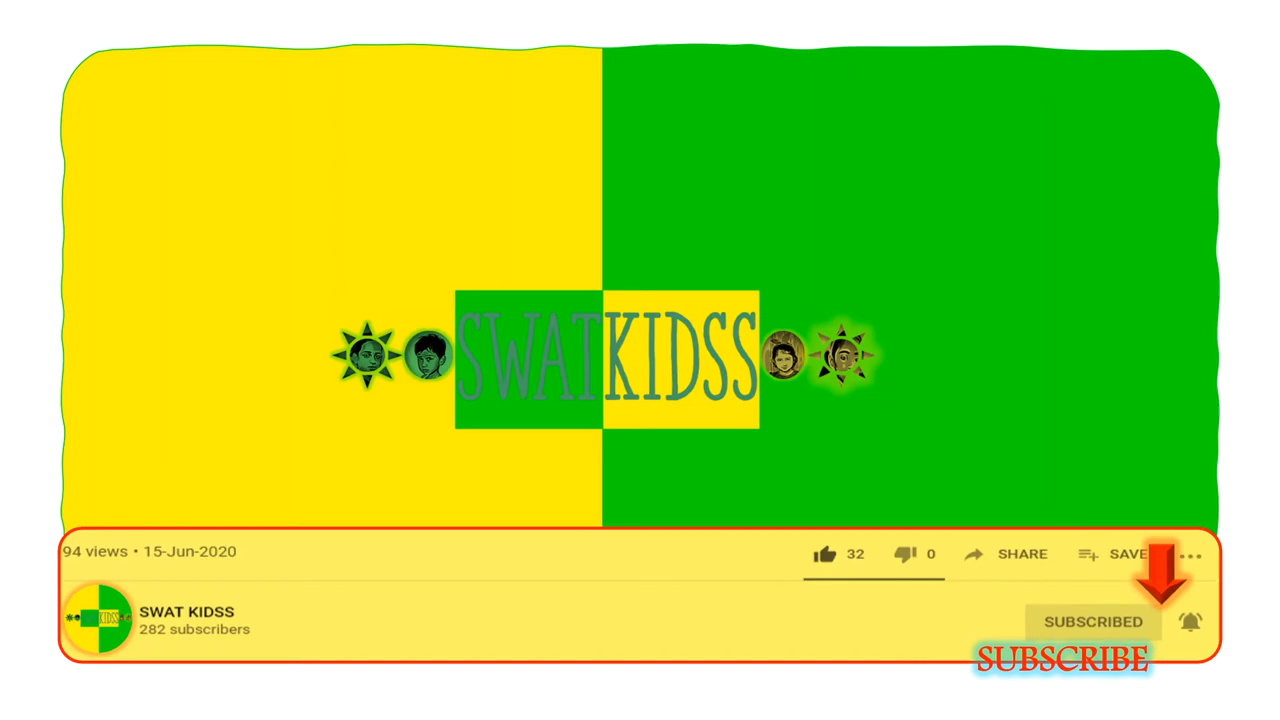 SWATKIDSS
94 views • 15-Jun-2020
32
0
SHARE
SAVE
SWAT KIDSS
282 subscribers
SUBSCRIBED
SUBSCRIBE